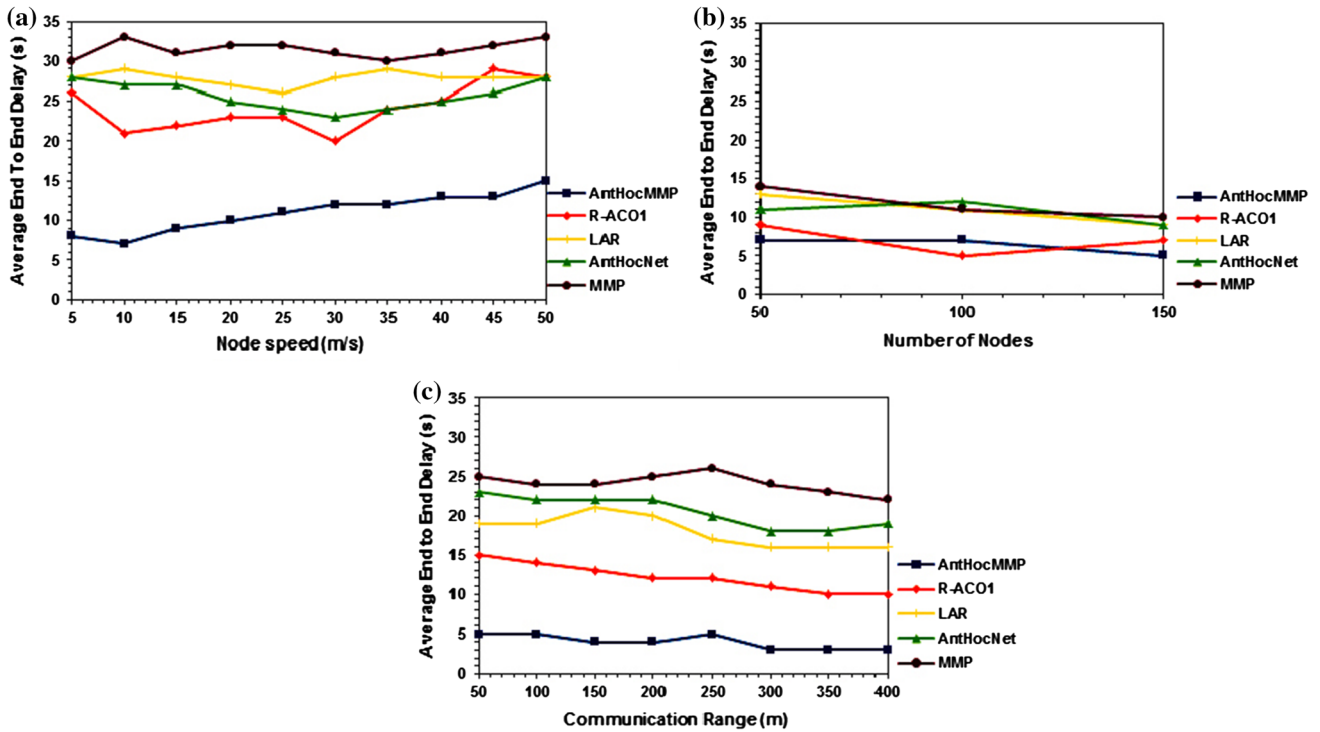 (a)
Average End To End Delay (s)
35
30
25
20
15
10
5
0
5 10 15 20 25 30 35 40 45 50
Node speed (m/s)
AntHocMMP
R-ACO1
LAR
AntHocNet
MMP
(b)
Average End to End Delay (s)
35
30
25
20
15
10
5
0
50 100 150
Number of Nodes
AntHocMMP
R-ACO1
LAR
AntHocNet
MMP
(c)
Average End to End Delay (s)
35
30
25
20
15
10
5
0
50 100 150 200 250 300 350 400
Communication Range (m)
AntHocMMP
R-ACO1
LAR
AntHocNet
MMP